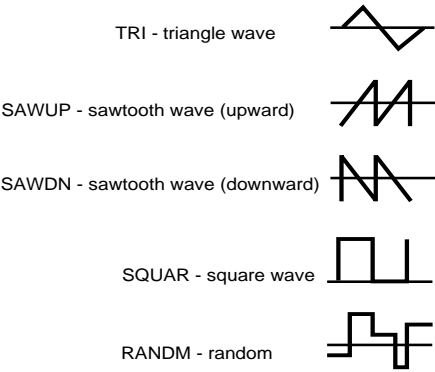 TRI - triangle wave
SAWUP - sawtooth wave (upward)
SAWDN - sawtooth wave (downward)
SQUAR - square wave
RANDM - random